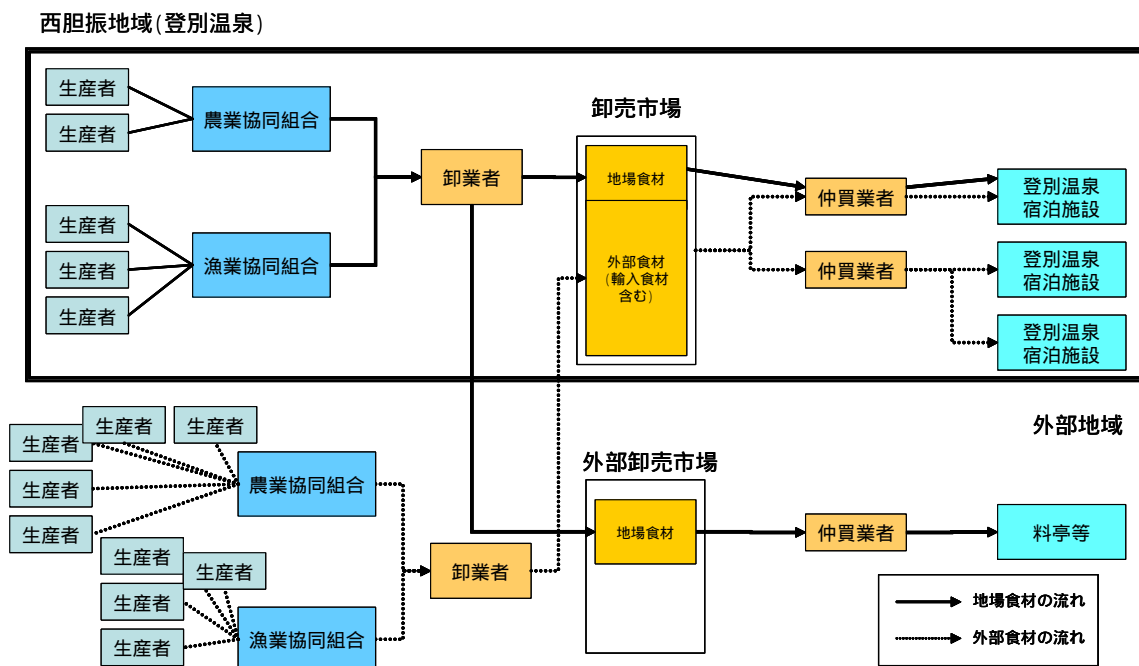 西胆振地域(登別温泉)
生産者
生産者
農業協同組合
生産者
生産者
生産者
漁業協同組合
卸業者
卸売市場
地場食材
外部食材
(輸入食材
含む)
仲買業者
仲買業者
登別温泉
宿泊施設
登別温泉
宿泊施設
登別温泉
宿泊施設
外部地域
生産者
生産者
生産者
生産者
生産者
農業協同組合
生産者
生産者
生産者
生産者
漁業協同組合
卸業者
外部卸売市場
地場食材
仲買業者
料亭等
地場食材の流れ
外部食材の流れ